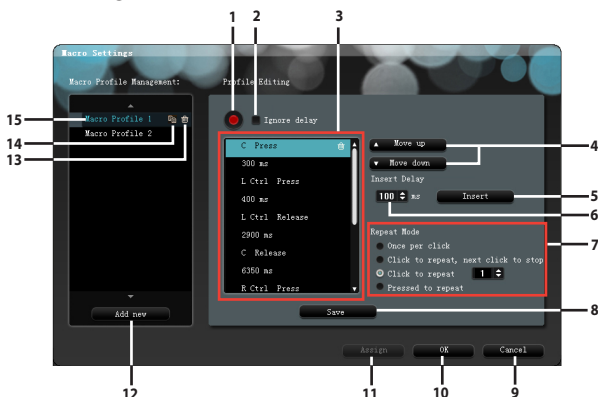 1 2 3
Macro Settings
Macro Profile Management:
Profile Editing
15
Macro Profile 1
14
Macro Profile 2
13
Ignore delay
C Press
300 ms
L Ctrl Press
400 ms
L Ctrl Release
2900 ms
C Release
6350 ms
R Ctrl Press
Move up
4
Move down
Insert Delay
100 ms Insert
5
6
Repeat Mode
7
Once per click
Click to repeat, next click to stop
Click to repeat 1
Pressed to repeat
Add new
Save
8
Assign OK Cancel
12 11 10 9